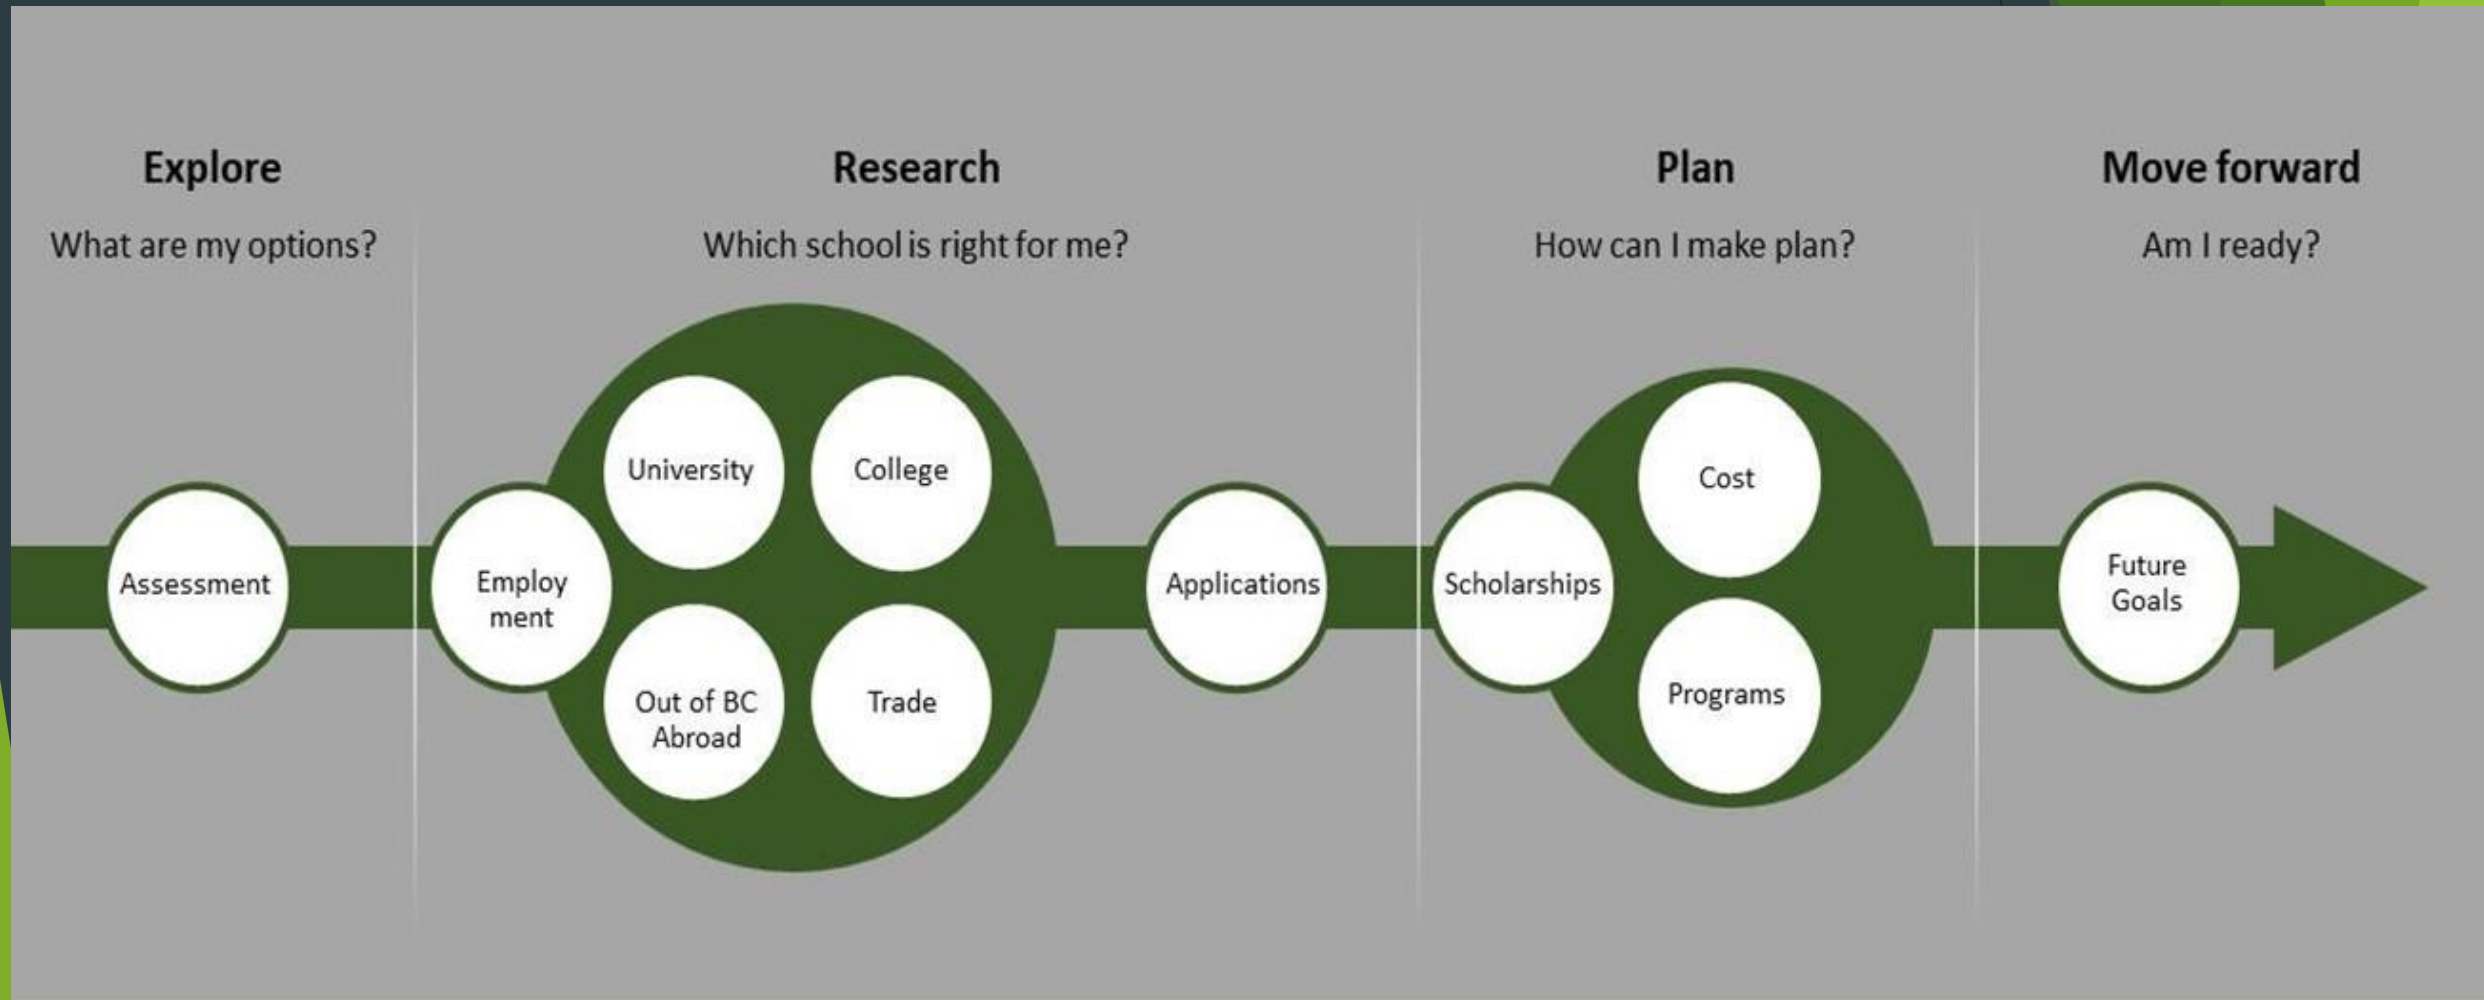 Explore
What are my options?
Research
Which school is right for me?
Plan
How can I make plan?
Move forward
Am I ready?
Assessment
Employ
ment
University
College
Out of BC
Abroad
Trade
Applications
Scholarships
Cost
Programs
Future
Goals